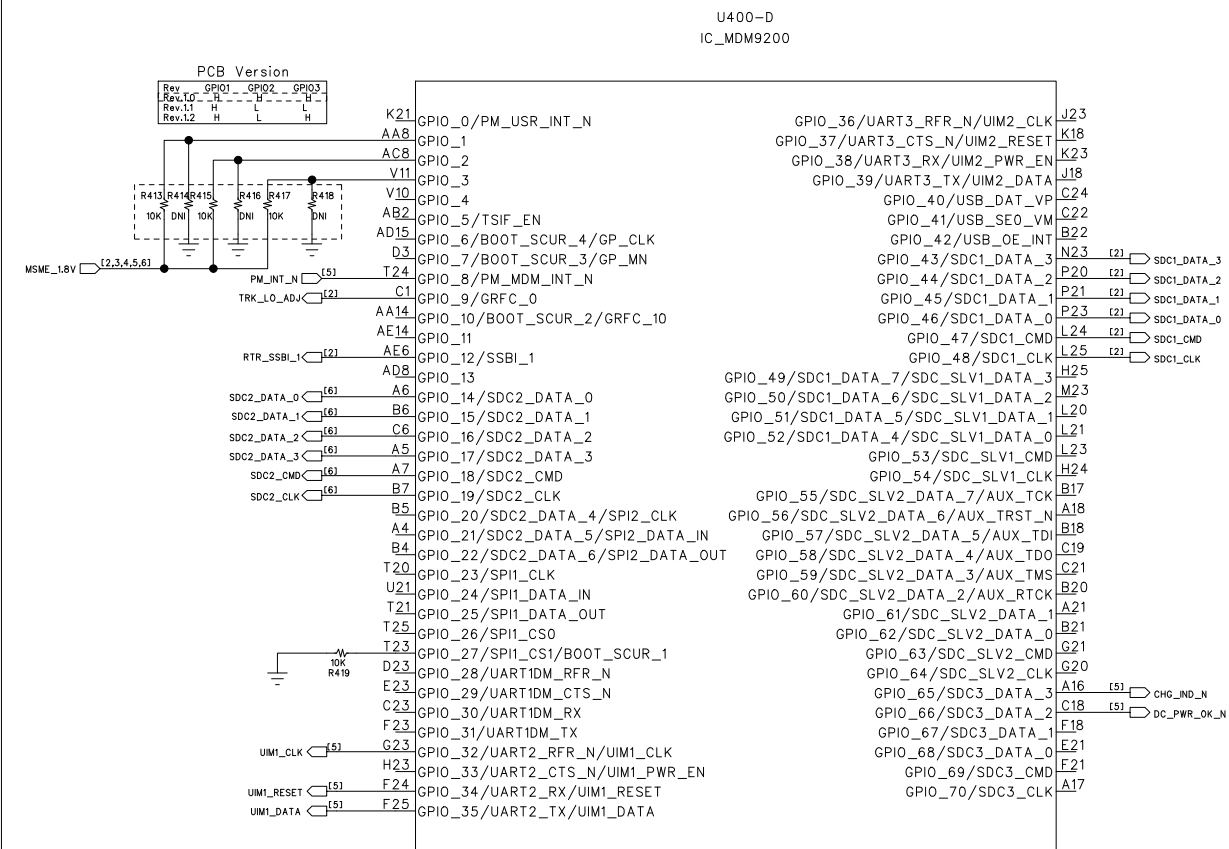 U400-D
IC_MDM9200
PCB Version
Rev GPIO1 GPIO2 GPIO3
Rev.1.0 H H H
Rev.1.1 H L L
Rev.1.2 H L H
K21 GPIO_0/PM_USR_INT_N
AA8 GPIO_1
AC8 GPIO_2
V11 GPIO_3
V10 GPIO_4
AB2 GPIO_5/TSIF_EN
AD15 GPIO_6/BOOT_SCUR_4/GP_CLK
D3 GPIO_7/BOOT_SCUR_3/GP_MN
R413 R414 R415 R416 R417 R418
10K DNI 10K DNI 10K DNI
MSME_1.8V [2,3,4,5,6]
PM_INT_N [5] T24 GPIO_8/PM_MDM_INT_N
TRK_LO_ADJ [2] C1 GPIO_9/GRFC_0
AA14 GPIO_10/BOOT_SCUR_2/GRFC_10
AE14 GPIO_11
RTR_SSBI_1 [2] AE6 GPIO_12/SSBI_1
AD8 GPIO_13
SDC2_DATA_0 [6] A6 GPIO_14/SDC2_DATA_0
SDC2_DATA_1 [6] B6 GPIO_15/SDC2_DATA_1
SDC2_DATA_2 [6] C6 GPIO_16/SDC2_DATA_2
SDC2_DATA_3 [6] A5 GPIO_17/SDC2_DATA_3
SDC2_CMD [6] A7 GPIO_18/SDC2_CMD
SDC2_CLK [6] B7 GPIO_19/SDC2_CLK
B5 GPIO_20/SDC2_DATA_4/SPI2_CLK
A4 GPIO_21/SDC2_DATA_5/SPI2_DATA_IN
B4 GPIO_22/SDC2_DATA_6/SPI2_DATA_OUT
T20 GPIO_23/SPI1_CLK
U21 GPIO_24/SPI1_DATA_IN
T21 GPIO_25/SPI1_DATA_OUT
T25 GPIO_26/SPI1_CS0
T23 GPIO_27/SPI1_CS1/BOOT_SCUR_1
10K
R419
D23 GPIO_28/UART1DM_RFR_N
E23 GPIO_29/UART1DM_CTS_N
C23 GPIO_30/UART1DM_RX
F23 GPIO_31/UART1DM_TX
UIM1_CLK [5] G23 GPIO_32/UART2_RFR_N/UIM1_CLK
H23 GPIO_33/UART2_CTS_N/UIM1_PWR_EN
UIM1_RESET [5] F24 GPIO_34/UART2_RX/UIM1_RESET
UIM1_DATA [5] F25 GPIO_35/UART2_TX/UIM1_DATA
GPIO_36/UART3_RFR_N/UIM2_CLK J23
GPIO_37/UART3_CTS_N/UIM2_RESET K18
GPIO_38/UART3_RX/UIM2_PWR_EN K23
GPIO_39/UART3_TX/UIM2_DATA J18
GPIO_40/USB_DAT_VP C24
GPIO_41/USB_SE0_VM C22
GPIO_42/USB_OE_INT B22
GPIO_43/SDC1_DATA_3 N23 [2] SDC1_DATA_3
GPIO_44/SDC1_DATA_2 P20 [2] SDC1_DATA_2
GPIO_45/SDC1_DATA_1 P21 [2] SDC1_DATA_1
GPIO_46/SDC1_DATA_0 P23 [2] SDC1_DATA_0
GPIO_47/SDC1_CMD L24 [2] SDC1_CMD
GPIO_48/SDC1_CLK L25 [2] SDC1_CLK
GPIO_49/SDC1_DATA_7/SDC_SLV1_DATA_3 H25
GPIO_50/SDC1_DATA_6/SDC_SLV1_DATA_2 M23
GPIO_51/SDC1_DATA_5/SDC_SLV1_DATA_1 L20
GPIO_52/SDC1_DATA_4/SDC_SLV1_DATA_0 L21
GPIO_53/SDC_SLV1_CMD L23
GPIO_54/SDC_SLV1_CLK H24
GPIO_55/SDC_SLV2_DATA_7/AUX_TCK B17
GPIO_56/SDC_SLV2_DATA_6/AUX_TRST_N A18
GPIO_57/SDC_SLV2_DATA_5/AUX_TDI B18
GPIO_58/SDC_SLV2_DATA_4/AUX_TDO C19
GPIO_59/SDC_SLV2_DATA_3/AUX_TMS C21
GPIO_60/SDC_SLV2_DATA_2/AUX_RTCK B20
GPIO_61/SDC_SLV2_DATA_1 A21
GPIO_62/SDC_SLV2_DATA_0 B21
GPIO_63/SDC_SLV2_CMD G21
GPIO_64/SDC_SLV2_CLK G20
GPIO_65/SDC3_DATA_3 A16 [5] CHG_IND_N
GPIO_66/SDC3_DATA_2 C18 [5] DC_PWR_OK_N
GPIO_67/SDC3_DATA_1 F18
GPIO_68/SDC3_DATA_0 E21
GPIO_69/SDC3_CMD F21
GPIO_70/SDC3_CLK A17